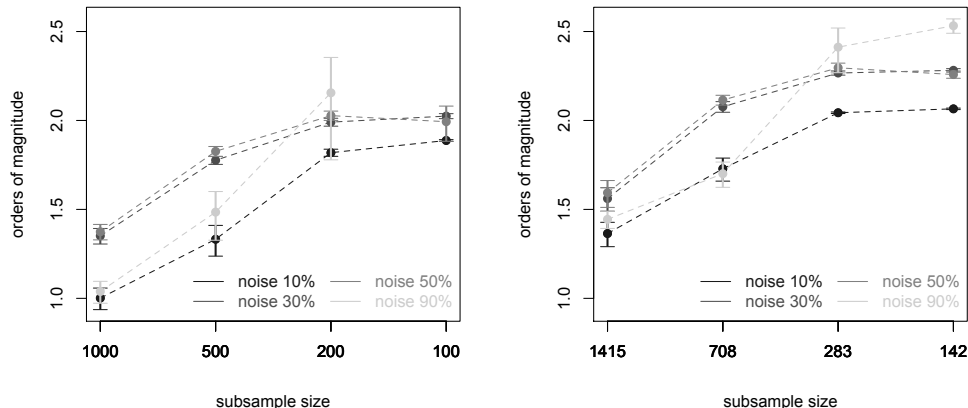 orders of magnitude
2.5
2.0
1.5
1.0
noise 10%
noise 30%
noise 50%
noise 90%
1000 500 200 100
subsample size
orders of magnitude
2.5
2.0
1.5
1.0
noise 10%
noise 30%
noise 50%
noise 90%
1415 708 283 142
subsample size